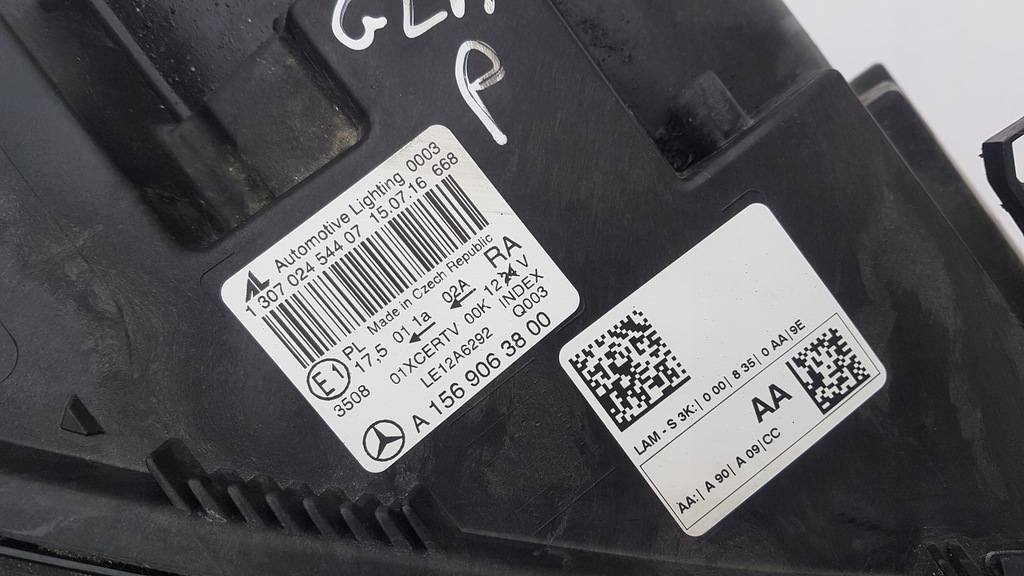 P
AL Automotive Lighting 0003
1 307 024 544 07 15.07.16 668
Made in Czech Republic
E1 PL 17,5 01 1a 02A RA
3508 01XCERTV 00K 12 V
LE12A6292 INDEX Q003
A 156 906 38 00
LAM - S 3K:| 0 00| 8 35| 0 AA|9E
AA
AA:| A 90| A 09|CC